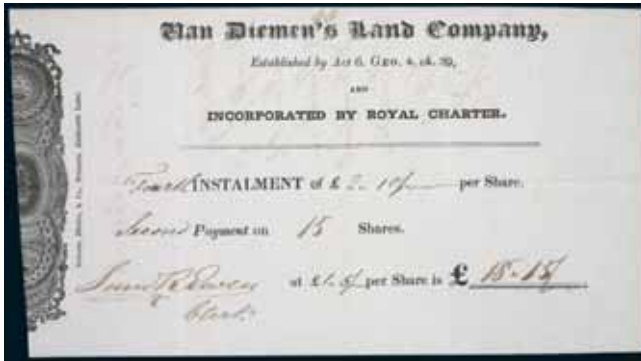 Van Diemen's Land Company,
Established by Act 6. GEO. 4. ch. 39,
AND
INCORPORATED BY ROYAL CHARTER.
Fourth INSTALMENT of £ 2 - 10/ per Share.
Second Payment on 15 Shares.
at £1.5/ per Share is £ 18 - 15/
Clerk